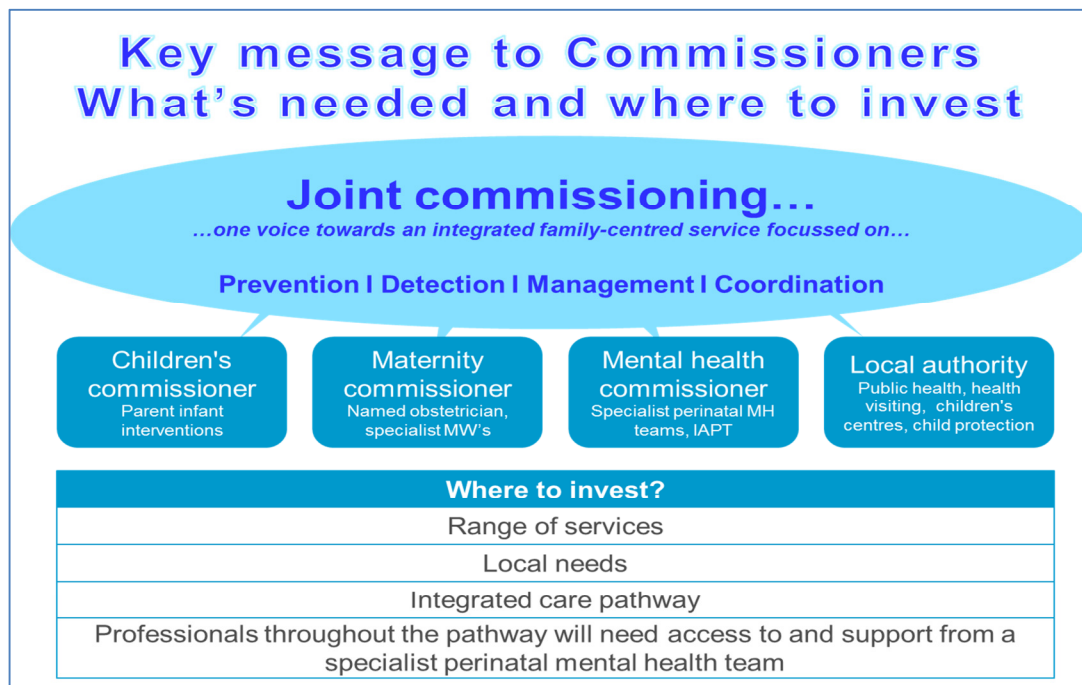 Key message to Commissioners
What's needed and where to invest
Joint commissioning...
...one voice towards an integrated family-centred service focussed on...
Prevention I Detection I Management I Coordination
Children's
commissioner
Parent infant
interventions
Maternity
commissioner
Named obstetrician,
specialist MW's
Mental health
commissioner
Specialist perinatal MH
teams, IAPT
Local authority
Public health, health
visiting, children's
centres, child protection
Where to invest?
Range of services
Local needs
Integrated care pathway
Professionals throughout the pathway will need access to and support from a
specialist perinatal mental health team